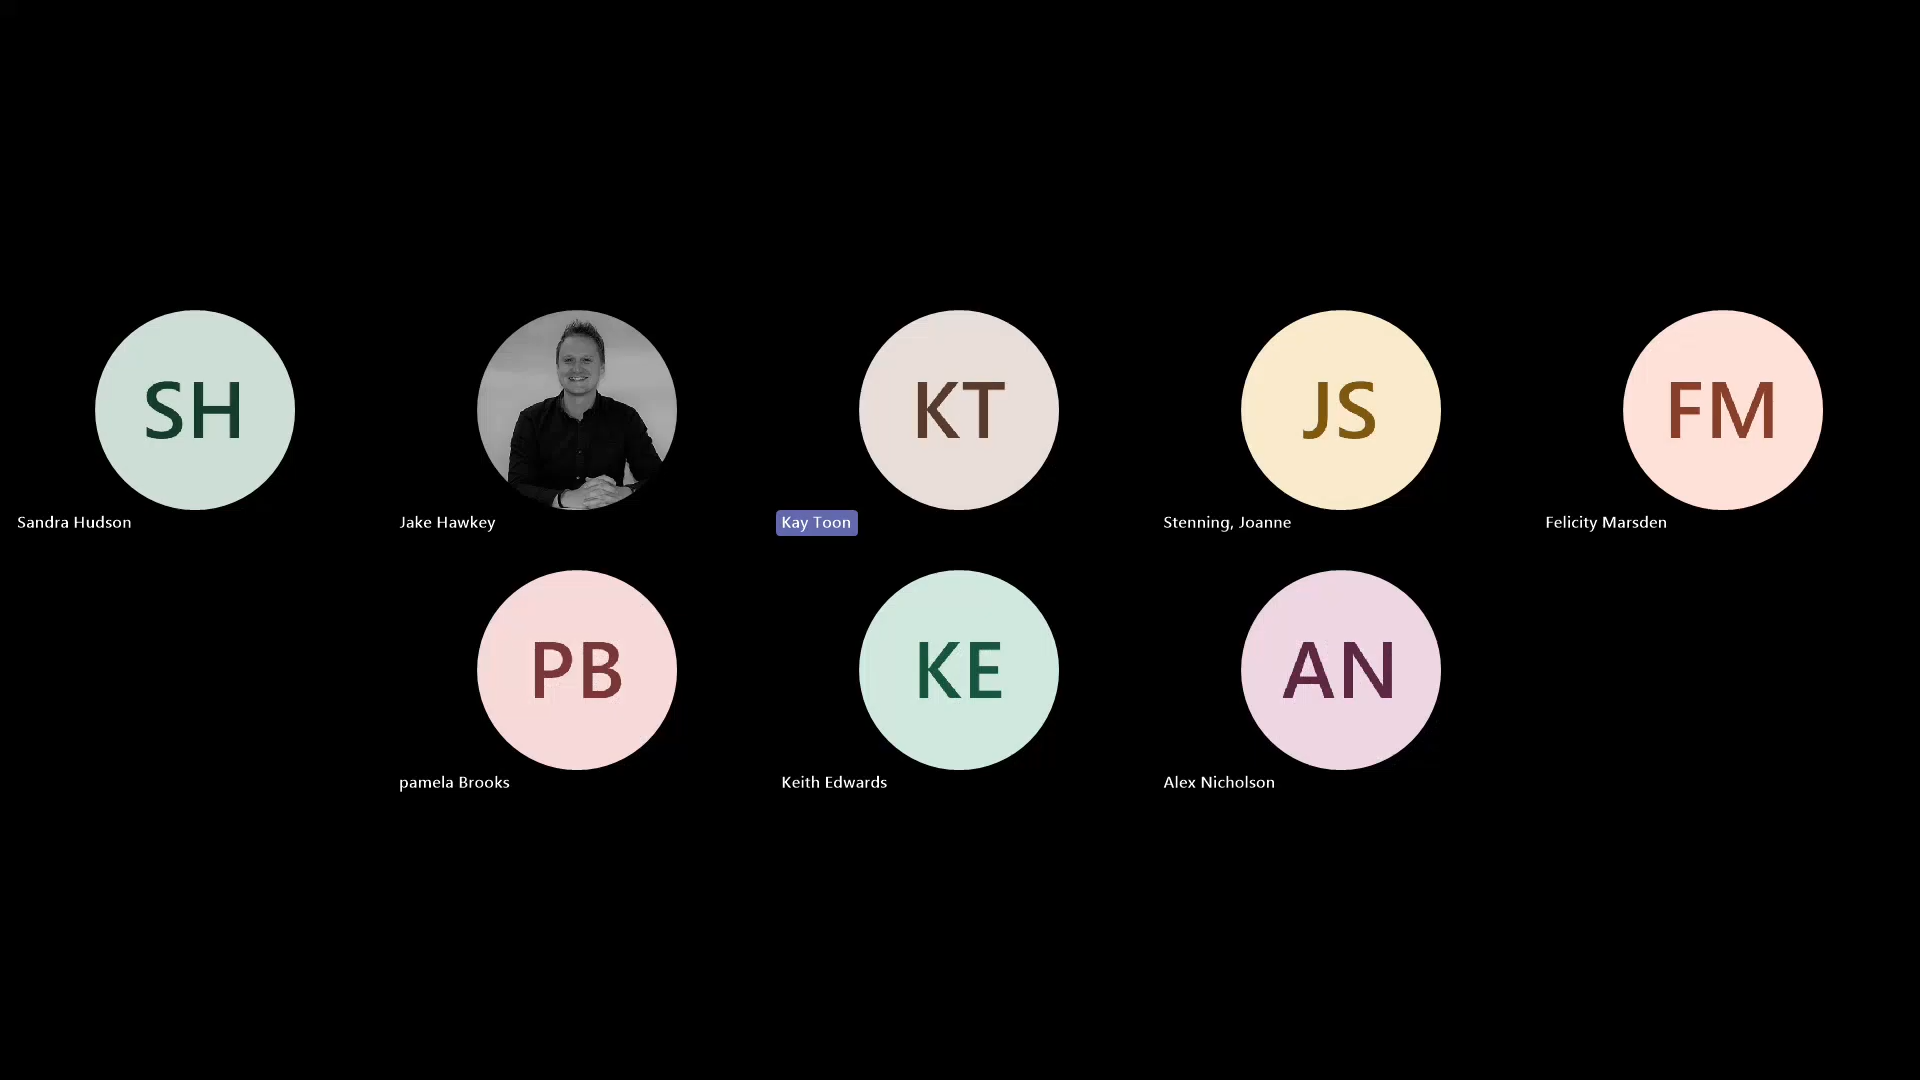 SH
KT
JS
FM
Sandra Hudson
Jake Hawkey
Kay Toon
Stenning, Joanne
Felicity Marsden
PB
KE
AN
pamela Brooks
Keith Edwards
Alex Nicholson